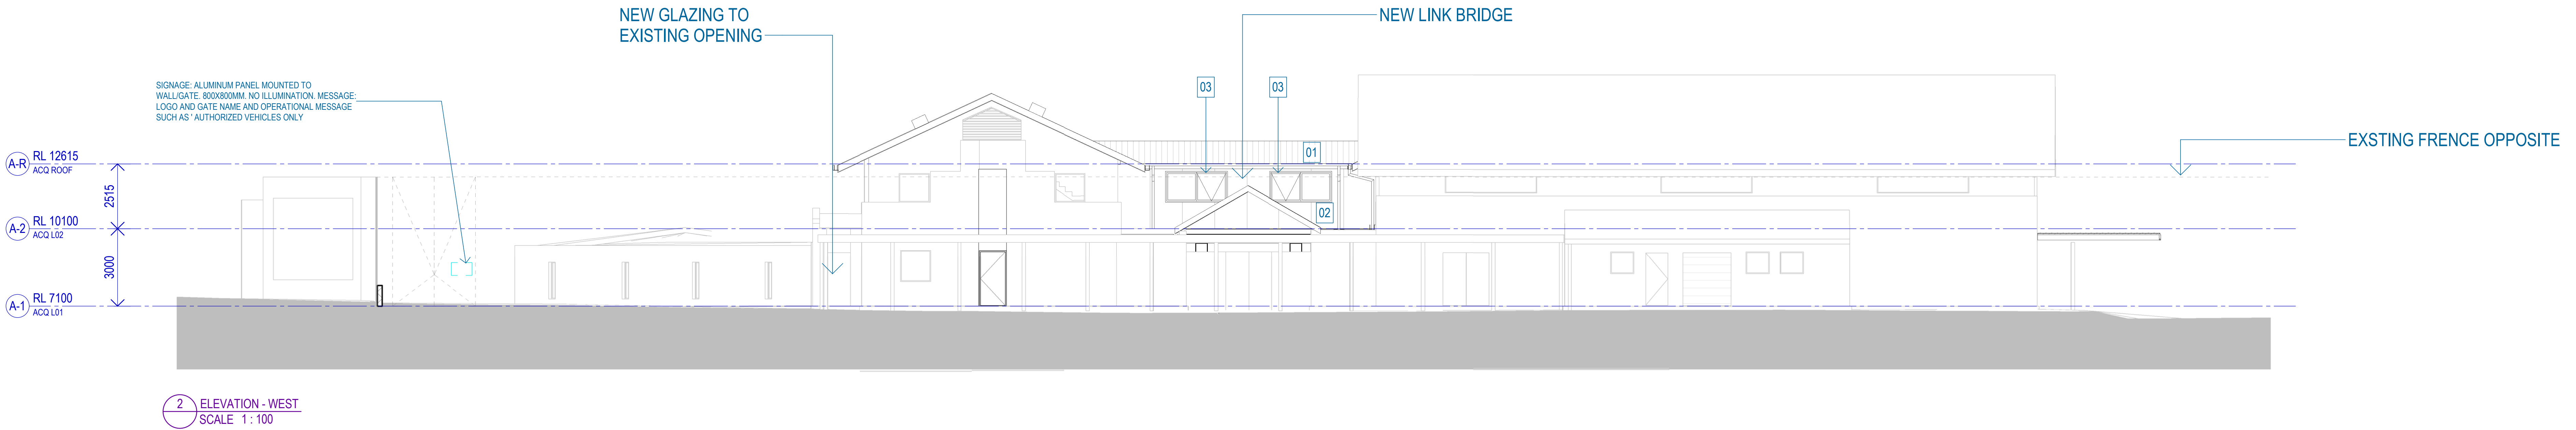 NEW GLAZING TO
EXISTING OPENING
NEW LINK BRIDGE
SIGNAGE: ALUMINUM PANEL MOUNTED TO
WALL/GATE. 800X800MM. NO ILLUMINATION. MESSAGE:
LOGO AND GATE NAME AND OPERATIONAL MESSAGE
SUCH AS ' AUTHORIZED VEHICLES ONLY
03
03
EXSTING FRENCE OPPOSITE
01
A-R
RL 12615
ACQ ROOF
2515
02
A-2
RL 10100
ACQ L02
3000
A-1
RL 7100
ACQ L01
2
ELEVATION - WEST
SCALE 1 : 100